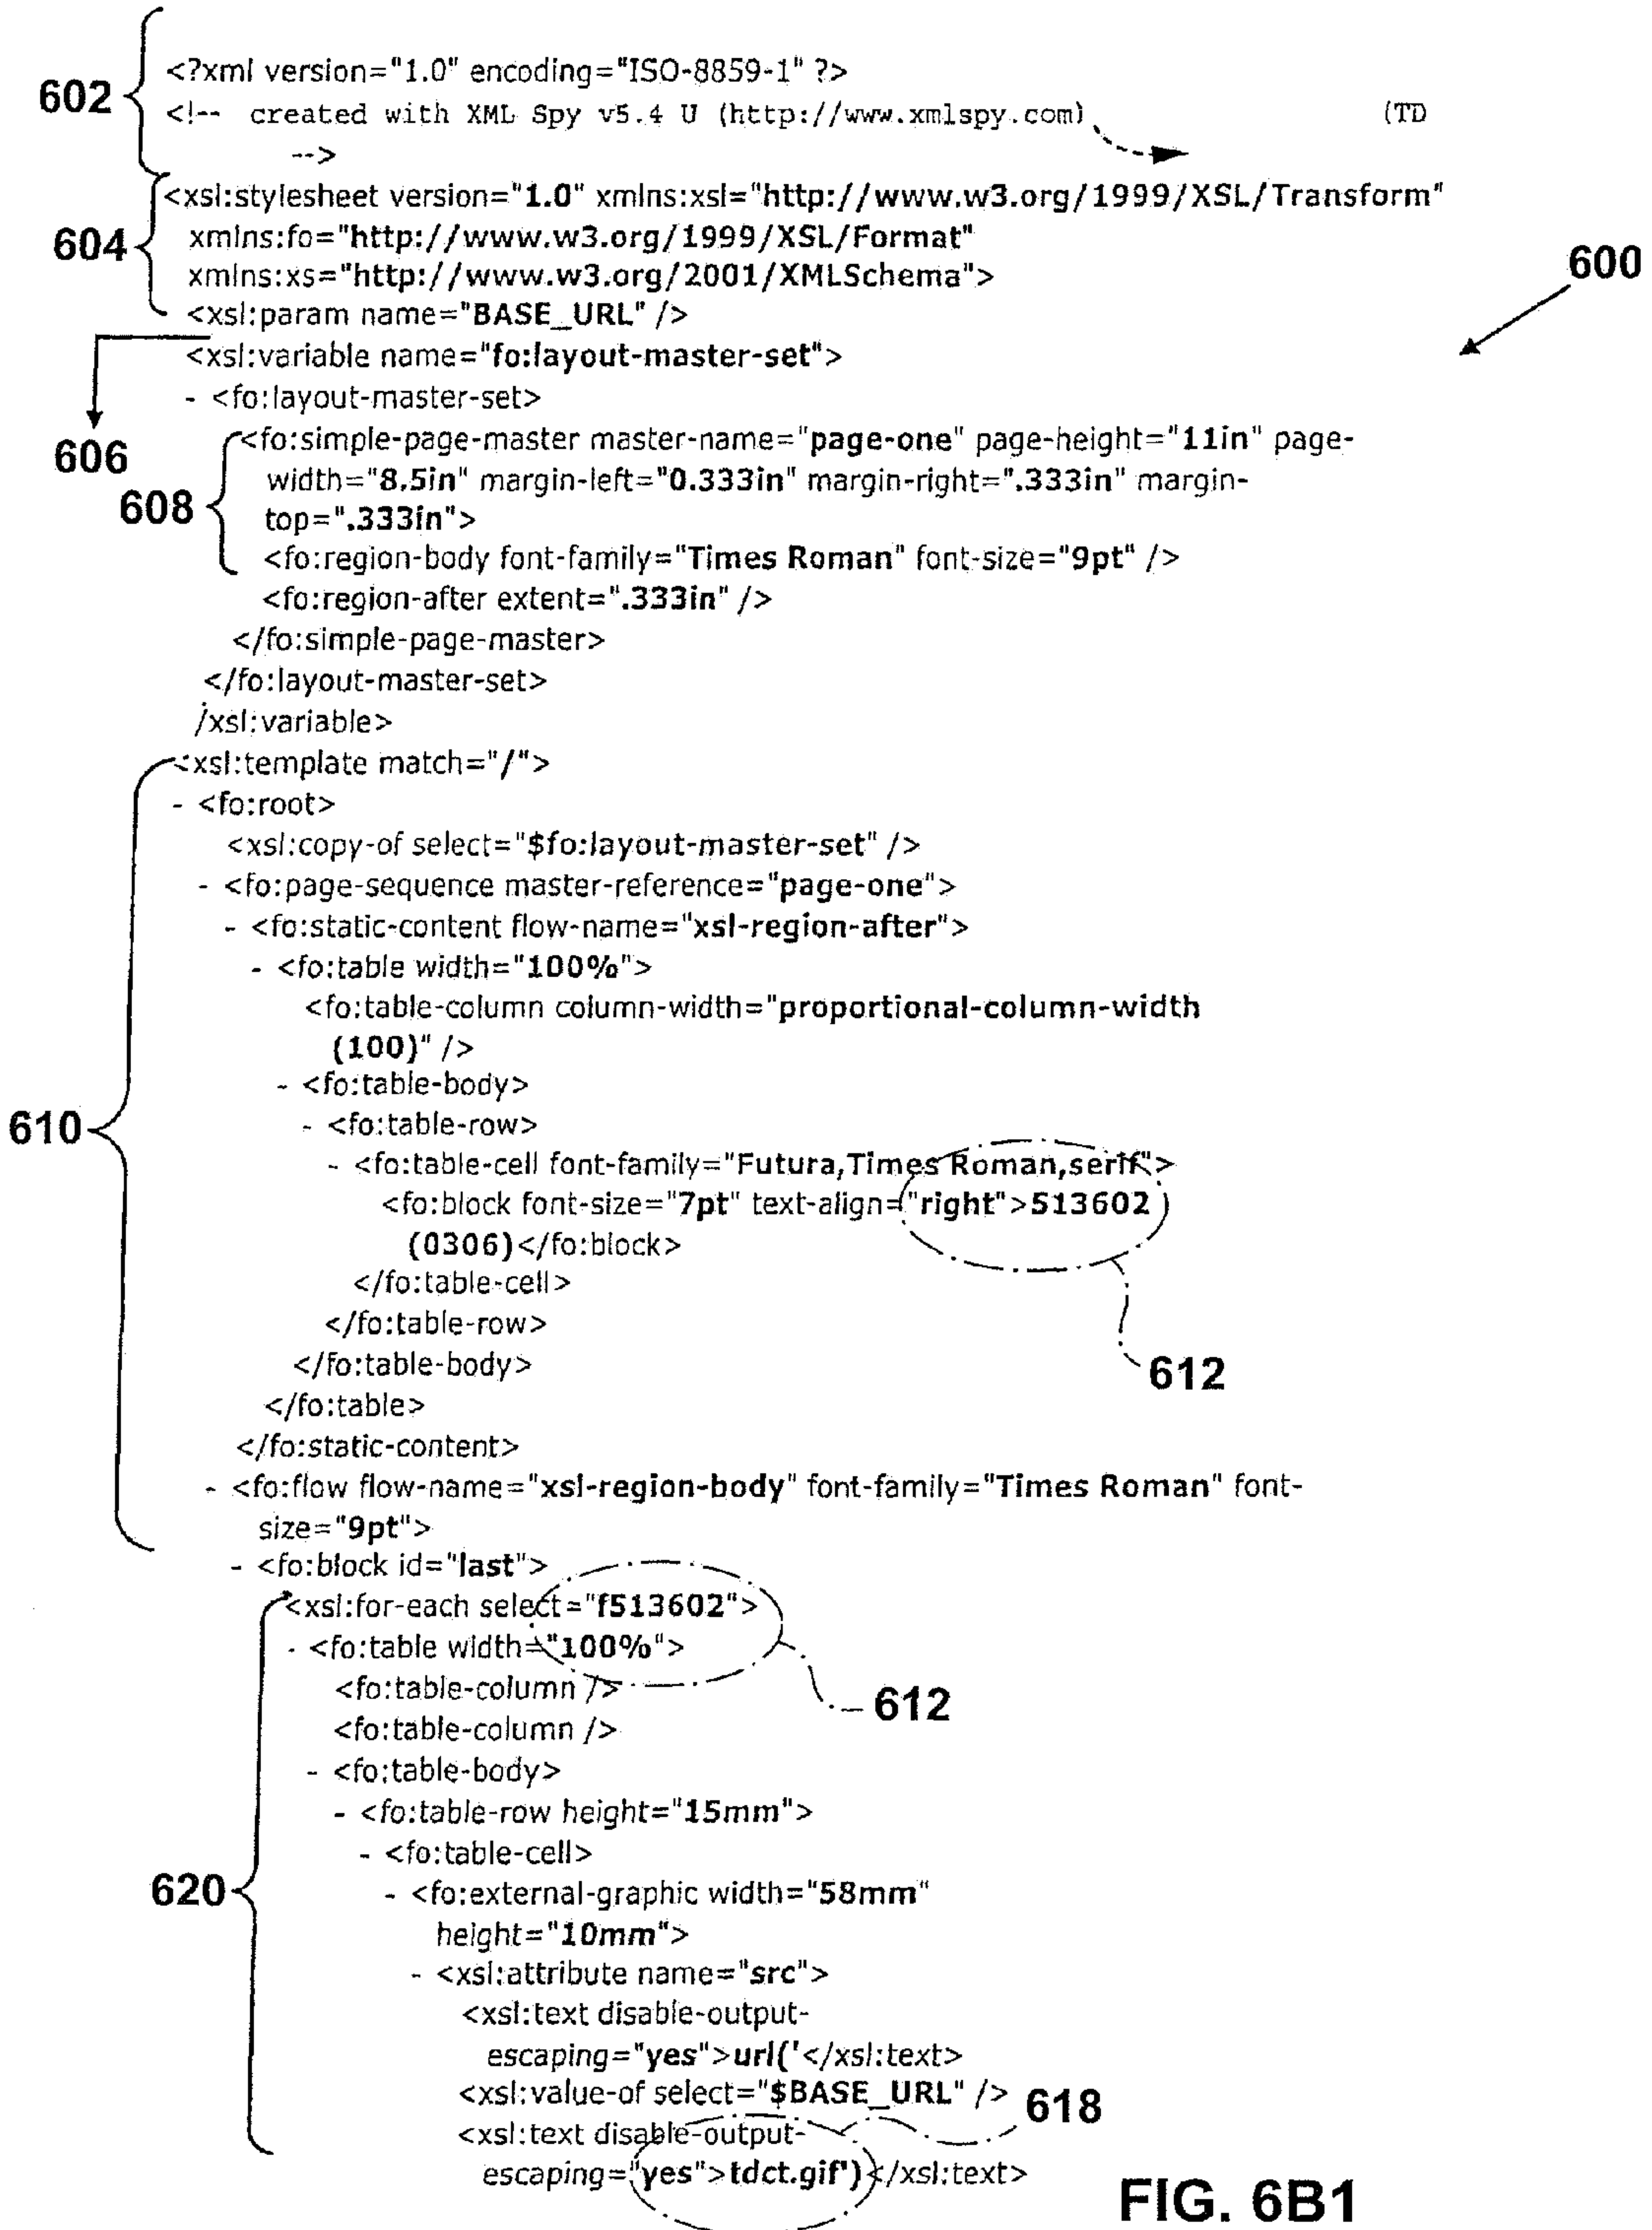 602
<?xml version="1.0" encoding="ISO-8859-1" ?>
<!-- created with XML Spy v5.4 U (http://www.xmlspy.com) (TD
-->
604
<xsl:stylesheet version="1.0" xmlns:xsl="http://www.w3.org/1999/XSL/Transform"
xmlns:fo="http://www.w3.org/1999/XSL/Format"
xmlns:xs="http://www.w3.org/2001/XMLSchema">
600
<xsl:param name="BASE_URL" />
606
<xsl:variable name="fo:layout-master-set">
- <fo:layout-master-set>
608
<fo:simple-page-master master-name="page-one" page-height="11in" page-
width="8.5in" margin-left="0.333in" margin-right=".333in" margin-
top=".333in">
<fo:region-body font-family="Times Roman" font-size="9pt" />
<fo:region-after extent=".333in" />
</fo:simple-page-master>
</fo:layout-master-set>
/xsl:variable>
610
<xsl:template match="/">
- <fo:root>
<xsl:copy-of select="$fo:layout-master-set" />
- <fo:page-sequence master-reference="page-one">
- <fo:static-content flow-name="xsl-region-after">
- <fo:table width="100%">
<fo:table-column column-width="proportional-column-width
(100)" />
- <fo:table-body>
- <fo:table-row>
- <fo:table-cell font-family="Futura,Times Roman,serif">
<fo:block font-size="7pt" text-align="right">513602
(0306)</fo:block>
</fo:table-cell>
</fo:table-row>
612
</fo:table-body>
</fo:table>
</fo:static-content>
- <fo:flow flow-name="xsl-region-body" font-family="Times Roman" font-
size="9pt">
- <fo:block id="last">
620
<xsl:for-each select="f513602">
- <fo:table width="100%">
<fo:table-column />
612
<fo:table-column />
- <fo:table-body>
- <fo:table-row height="15mm">
- <fo:table-cell>
- <fo:external-graphic width="58mm"
height="10mm">
- <xsl:attribute name="src">
<xsl:text disable-output-
escaping="yes">url('</xsl:text>
<xsl:value-of select="$BASE_URL" />
618
<xsl:text disable-output-
escaping="yes">tdct.gif')</xsl:text>
FIG. 6B1